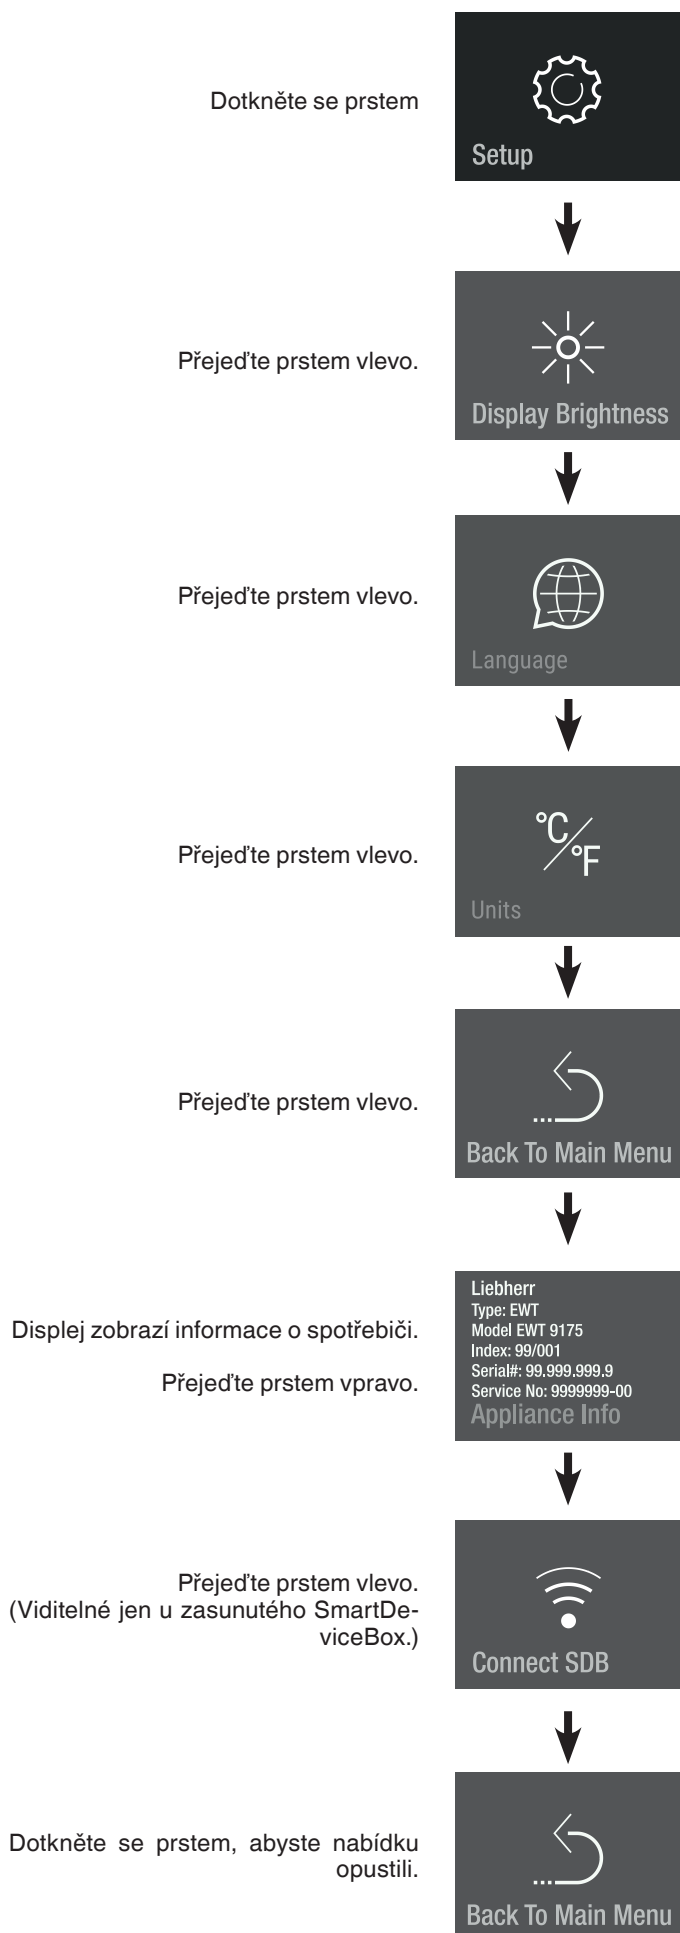 Dotkněte se prstem
Setup
Přejeďte prstem vlevo.
Display Brightness
Přejeďte prstem vlevo.
Language
Přejeďte prstem vlevo.
°C/°F
Units
Přejeďte prstem vlevo.
Back To Main Menu
Displej zobrazí informace o spotřebiči.
Přejeďte prstem vpravo.
Liebherr
Type: EWT
Model EWT 9175
Index: 99/001
Serial#: 99.999.999.9
Service No: 9999999-00
Appliance Info
Přejeďte prstem vlevo.
(Viditelné jen u zasunutého SmartDe-
viceBox.)
Connect SDB
Dotkněte se prstem, abyste nabídku
opustili.
Back To Main Menu